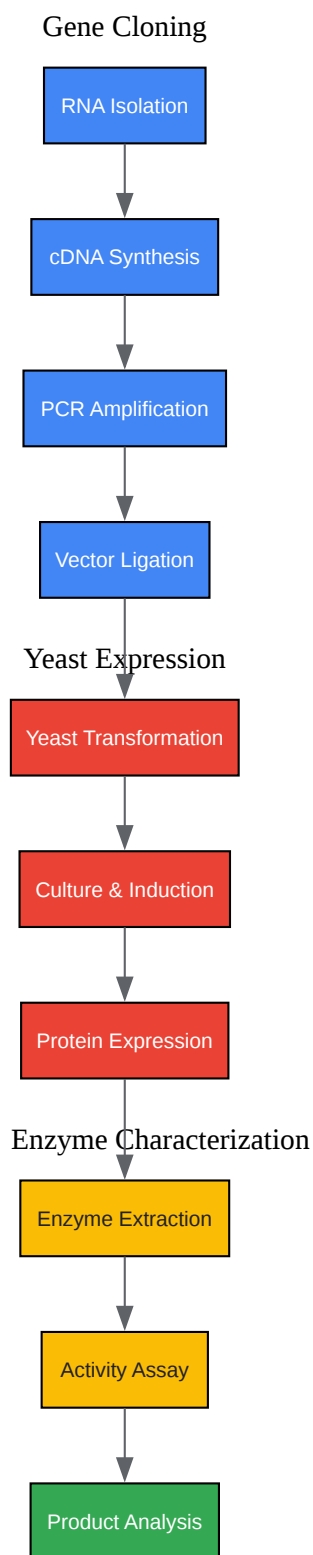 Gene Cloning
RNA Isolation
cDNA Synthesis
PCR Amplification
Vector Ligation
Yeast Expression
Yeast Transformation
Culture & Induction
Protein Expression
Enzyme Characterization
Enzyme Extraction
Activity Assay
Product Analysis